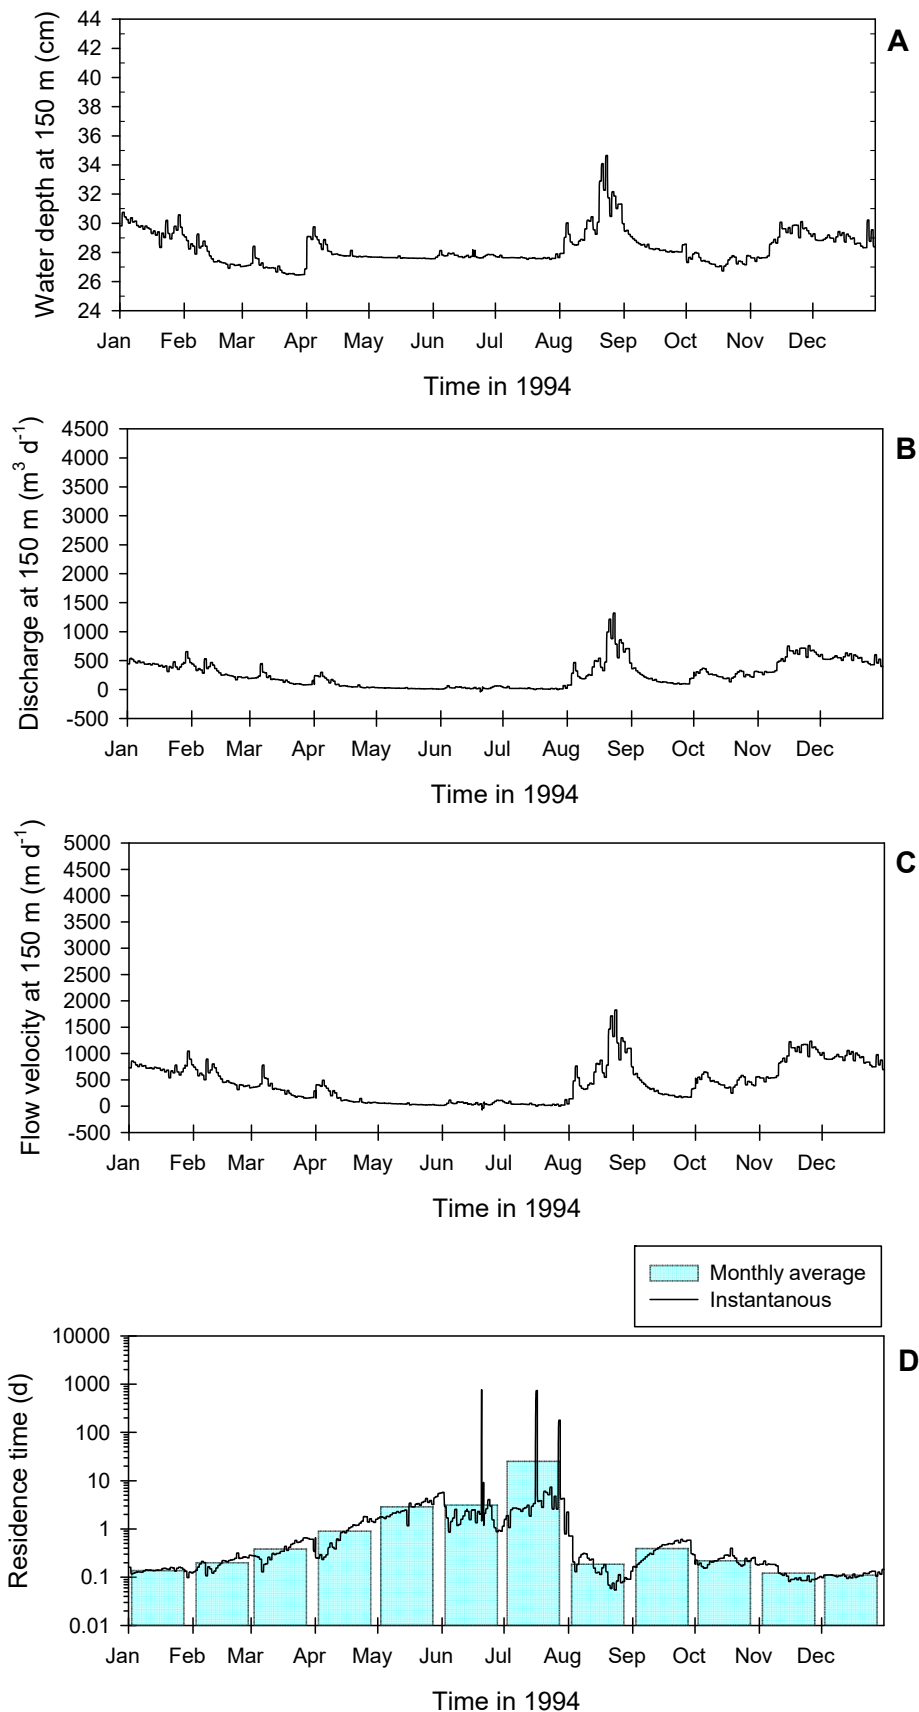 A
Water depth at 150 m (cm)
44
42
40
38
36
34
32
30
28
26
24
Jan Feb Mar Apr May Jun Jul Aug Sep Oct Nov Dec
Time in 1994
B
Discharge at 150 m (m³ d⁻¹)
4500
4000
3500
3000
2500
2000
1500
1000
500
0
-500
Jan Feb Mar Apr May Jun Jul Aug Sep Oct Nov Dec
Time in 1994
C
Flow velocity at 150 m (m d⁻¹)
5000
4500
4000
3500
3000
2500
2000
1500
1000
500
0
-500
Jan Feb Mar Apr May Jun Jul Aug Sep Oct Nov Dec
Time in 1994
Monthly average
Instantanous
D
Residence time (d)
10000
1000
100
10
1
0.1
0.01
Jan Feb Mar Apr May Jun Jul Aug Sep Oct Nov Dec
Time in 1994